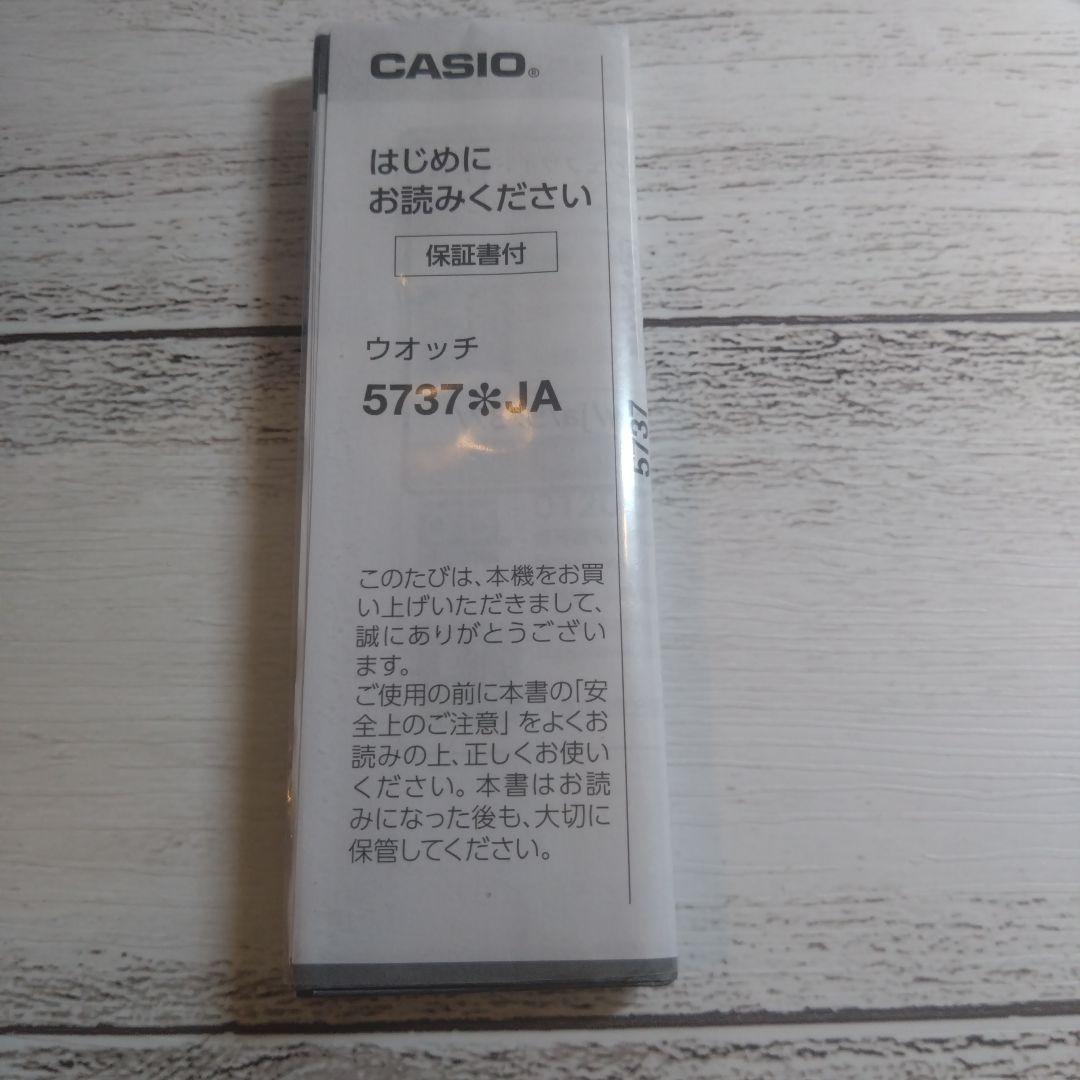 CASIO®
はじめに
お読みください
保証書付
ウオッチ
5737✻JA
5737
このたびは、本機をお買
い上げいただきまして、
誠にありがとうござい
ます。
ご使用の前に本書の「安
全上のご注意」をよくお
読みの上、正しくお使い
ください。本書はお読
みになった後も、大切に
保管してください。